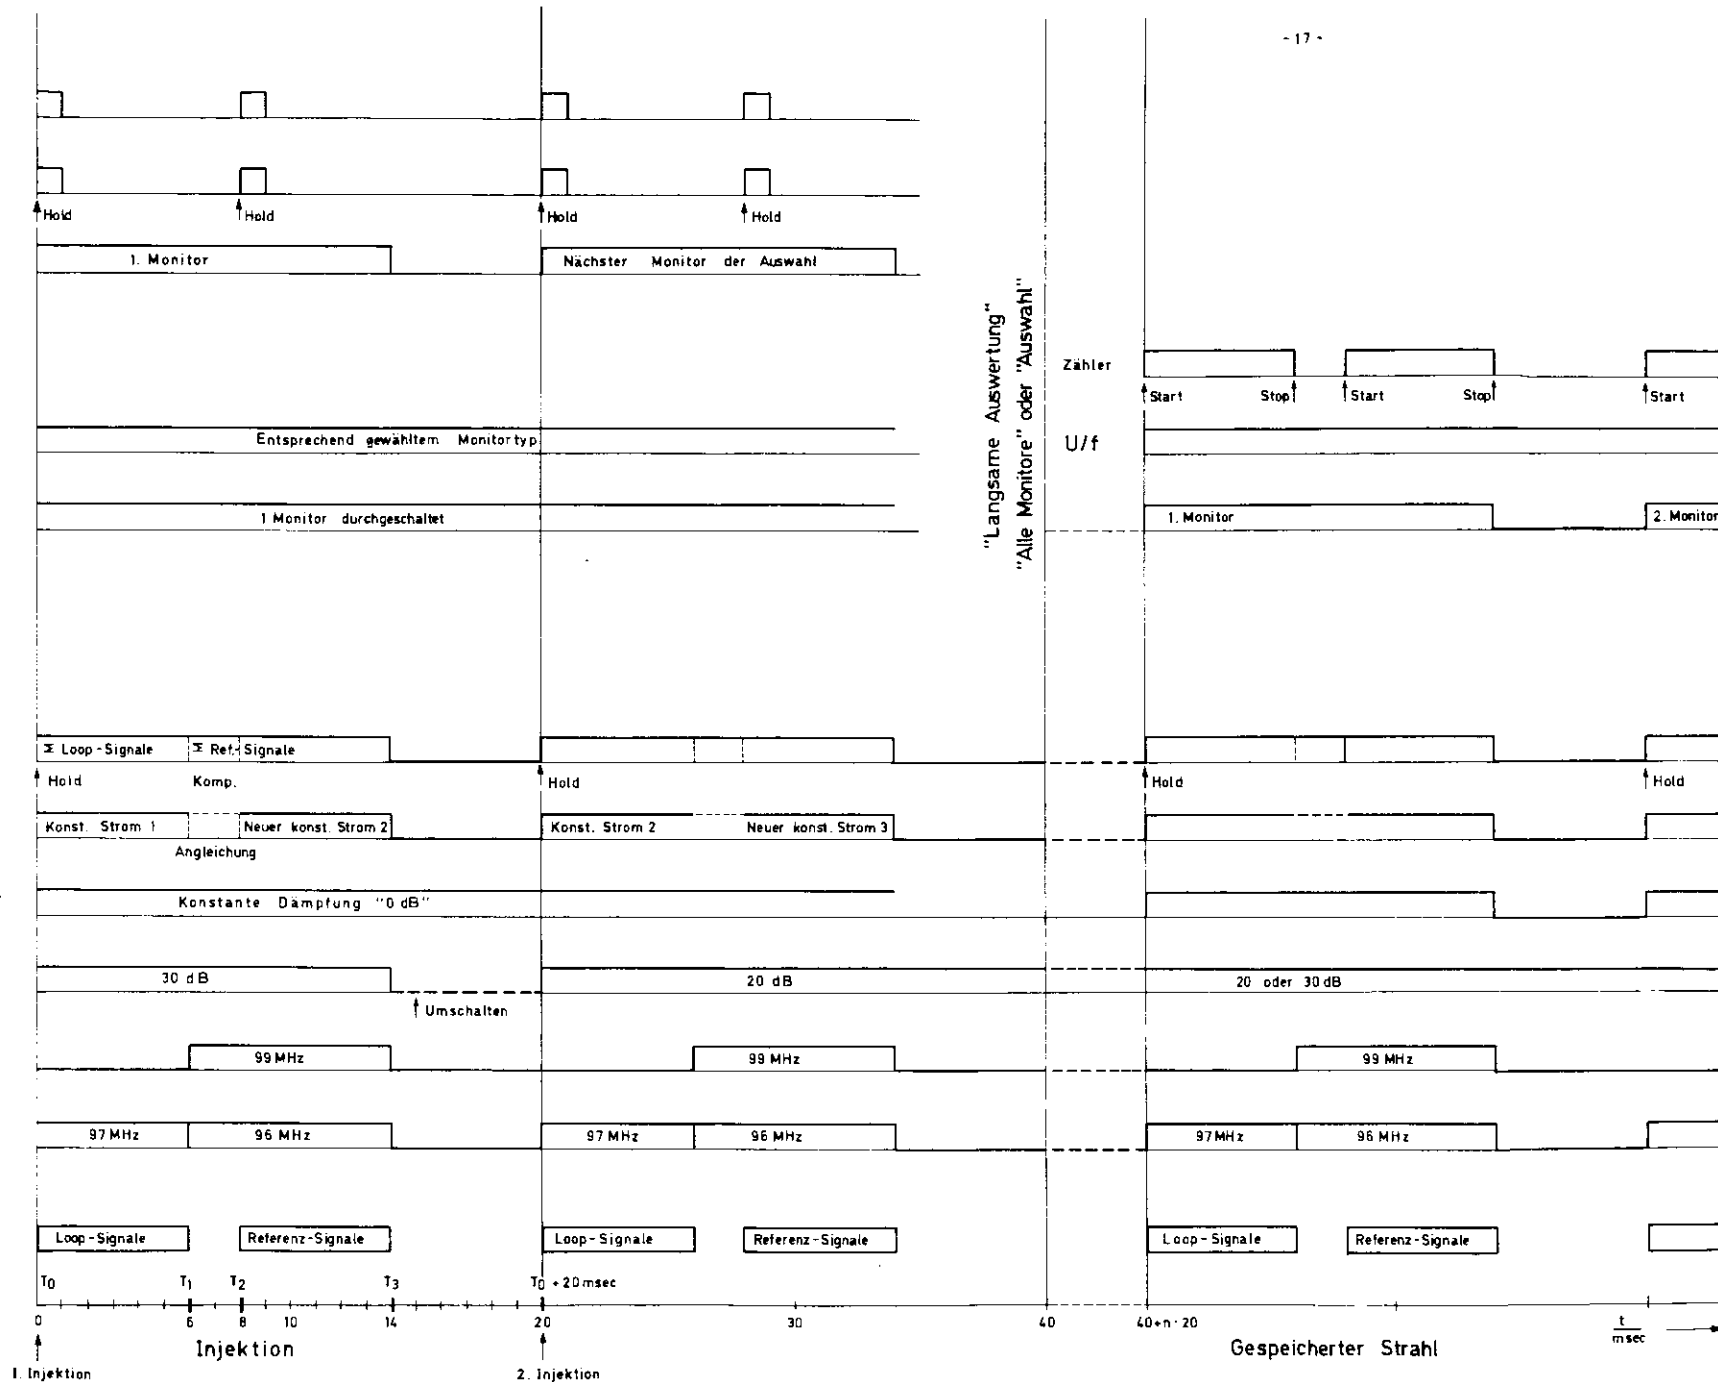 - 17 -
Hold Hold Hold Hold
1. Monitor Nächster Monitor der Auswahl
"Langsame Auswertung"
"Alle Monitore" oder "Auswahl"
Zähler
Start Stop Start Stop Start
Entsprechend gewähltem Monitortyp U/f
1 Monitor durchgeschaltet 1. Monitor 2. Monitor
Σ Loop-Signale Σ Ref.-Signale
Hold Komp. Hold Hold Hold
Konst. Strom 1 Neuer konst. Strom 2 Konst. Strom 2 Neuer konst. Strom 3
Angleichung
Konstante Dämpfung "0 dB"
30 dB 20 dB 20 oder 30 dB
Umschalten
99 MHz 99 MHz 99 MHz
97 MHz 96 MHz 97 MHz 96 MHz 97 MHz 96 MHz
Loop-Signale Referenz-Signale Loop-Signale Referenz-Signale Loop-Signale Referenz-Signale
T0 T1 T2 T3 T0 + 20 msec
0 6 8 10 14 20 30 40 40+n·20 t/msec
Injektion Gespeicherter Strahl
1. Injektion 2. Injektion